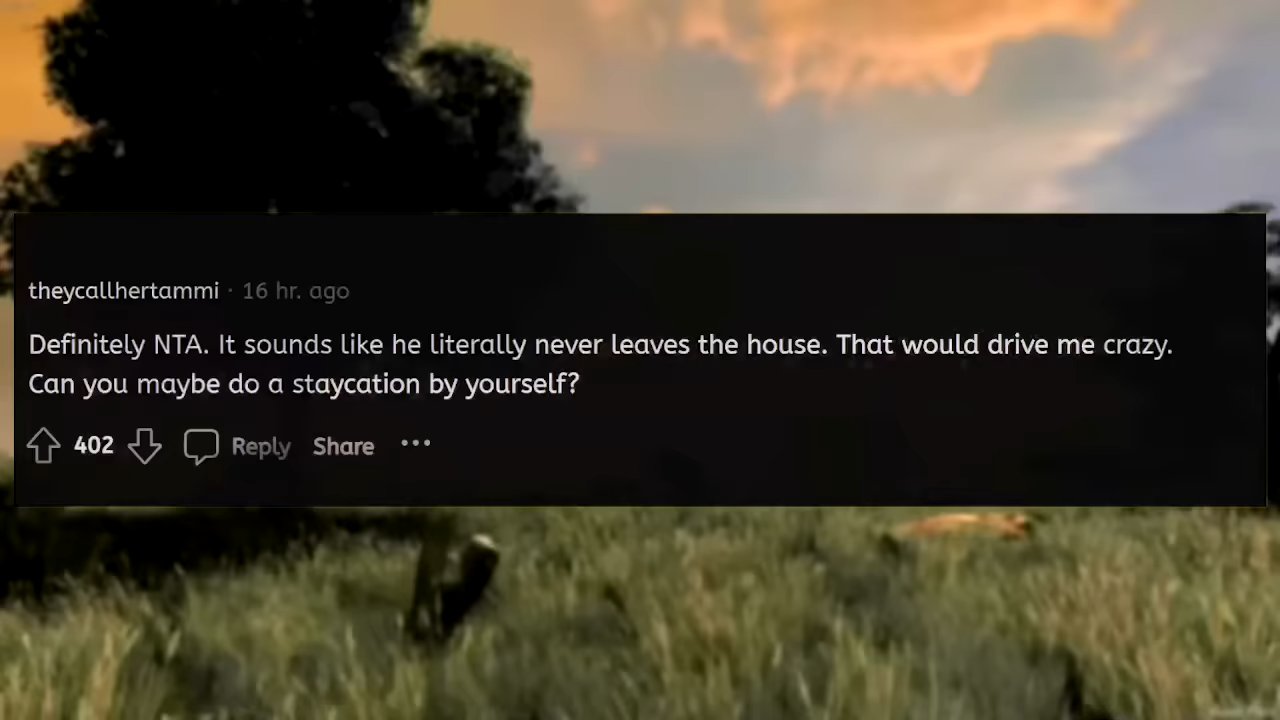 theycallhertammi · 16 hr. ago
Definitely NTA. It sounds like he literally never leaves the house. That would drive me crazy.
Can you maybe do a staycation by yourself?
402 Reply Share ...